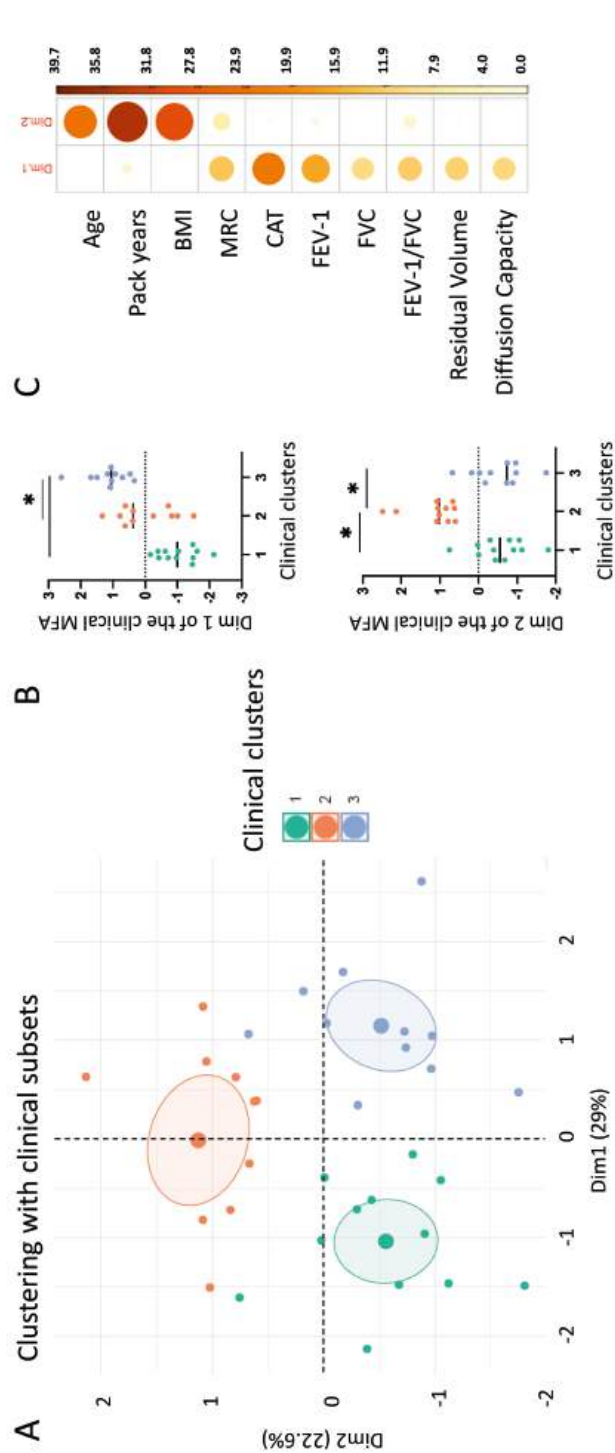 A
Clustering with clinical subsets
2
1
0
-1
-2
Dim2 (22.6%)
-2
-1
0
1
2
Dim1 (29%)
Clinical clusters
1
2
3
B
Dim 1 of the clinical MFA
3
2
1
0
-1
-2
-3
*
1
2
3
Clinical clusters
Dim 2 of the clinical MFA
3
2
1
0
-1
-2
*
*
1
2
3
Clinical clusters
C
Dim.1
Dim.2
Age
Pack years
BMI
MRC
CAT
FEV-1
FVC
FEV-1/FVC
Residual Volume
Diffusion Capacity
39.7
35.8
31.8
27.8
23.9
19.9
15.9
11.9
7.9
4.0
0.0